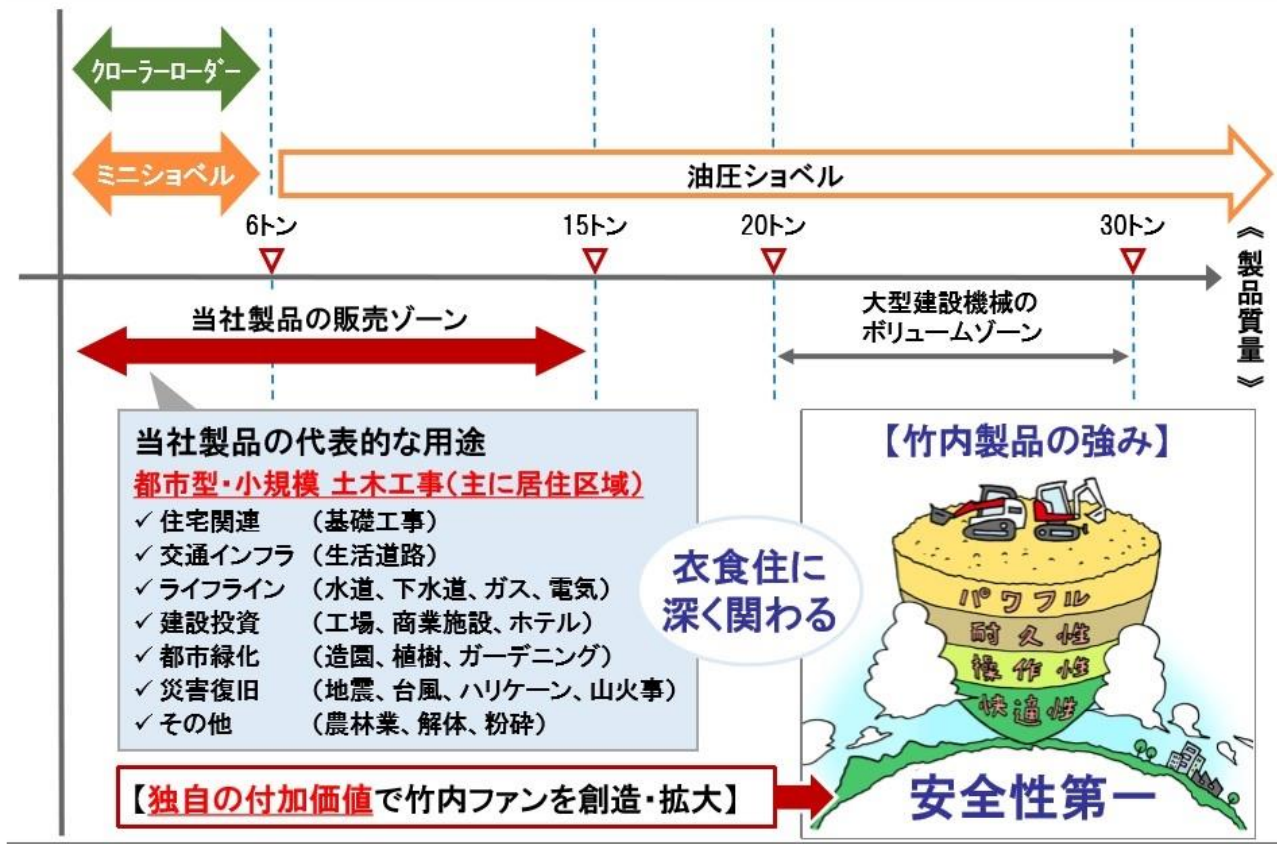 クローラーローダー
ミニショベル
油圧ショベル
6トン
15トン
20トン
30トン
≪製品質量≫
当社製品の販売ゾーン
大型建設機械の
ボリュームゾーン
当社製品の代表的な用途
都市型・小規模 土木工事(主に居住区域)
✓ 住宅関連 (基礎工事)
✓ 交通インフラ (生活道路)
✓ ライフライン (水道、下水道、ガス、電気)
✓ 建設投資 (工場、商業施設、ホテル)
✓ 都市緑化 (造園、植樹、ガーデニング)
✓ 災害復旧 (地震、台風、ハリケーン、山火事)
✓ その他 (農林業、解体、粉砕)
衣食住に
深く関わる
【竹内製品の強み】
パワフル
耐久性
操作性
快適性
安全性第一
【独自の付加価値で竹内ファンを創造・拡大】